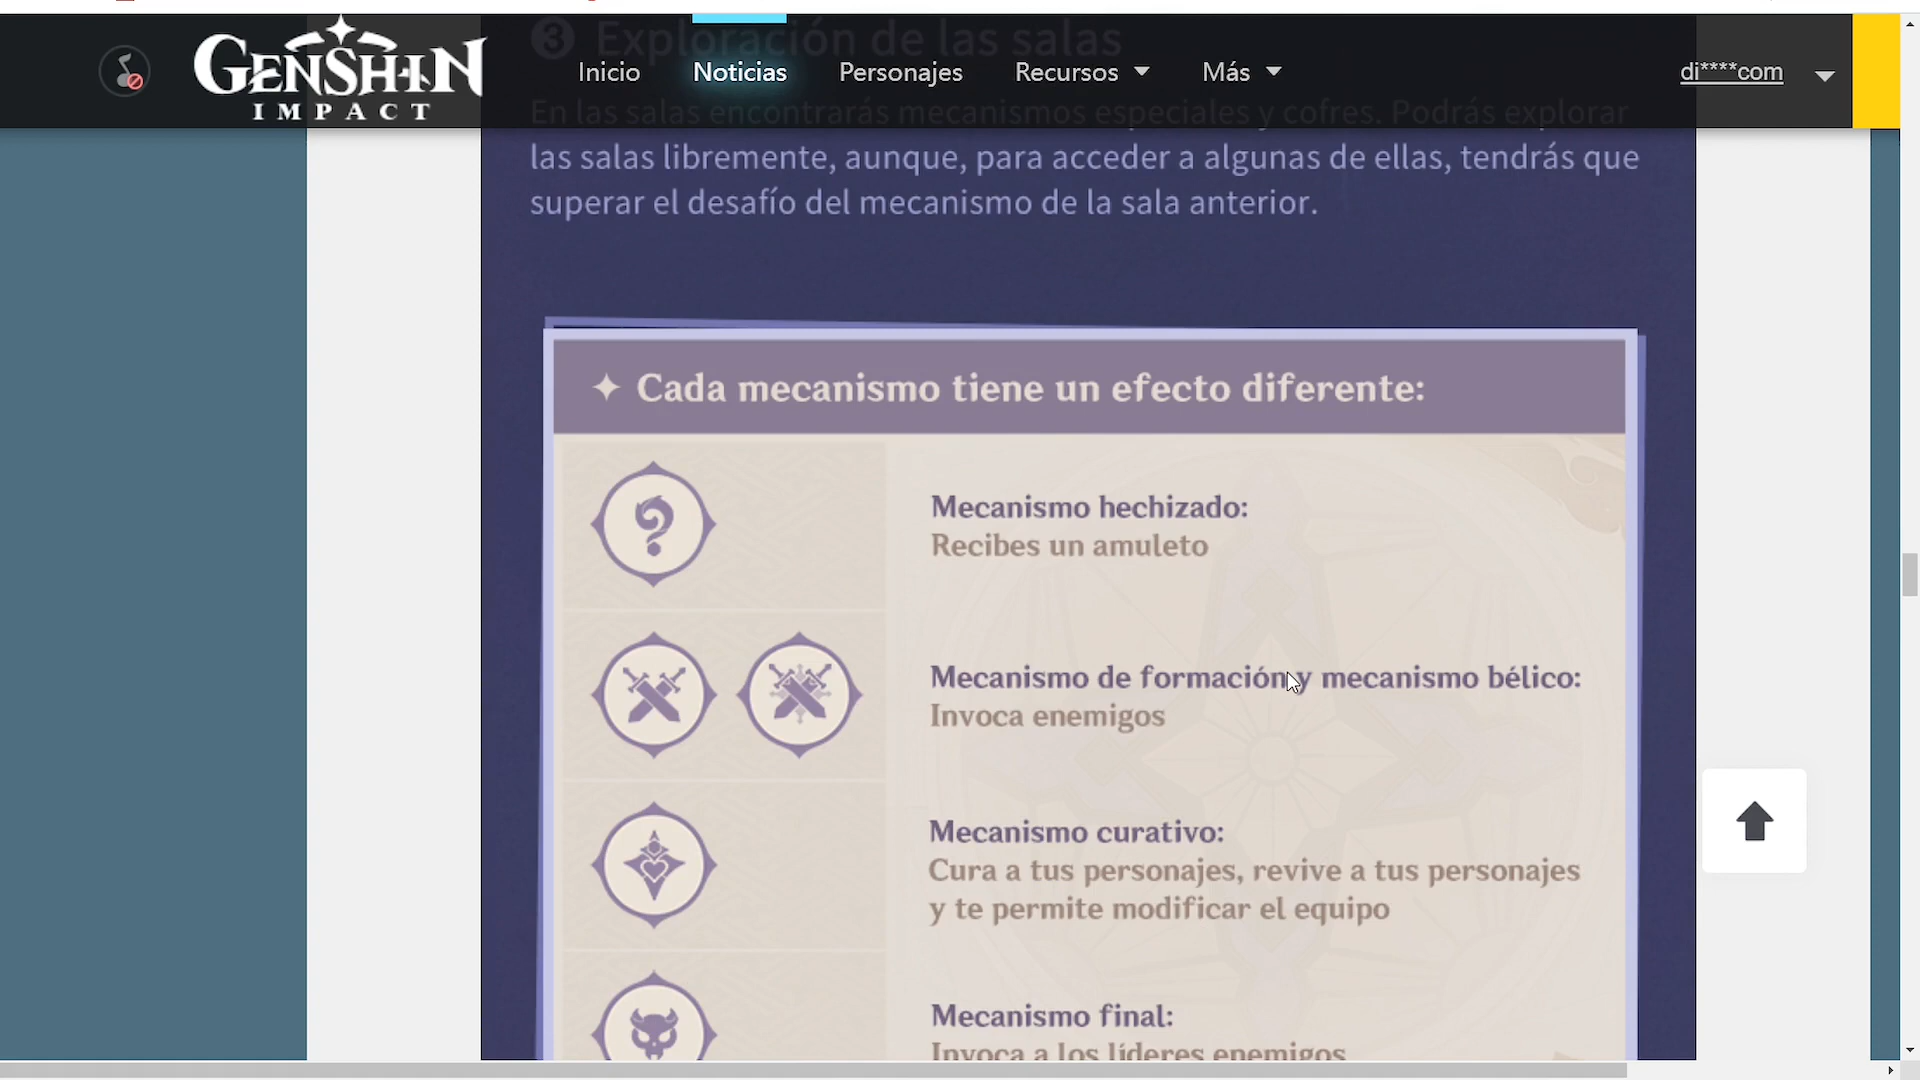 GENSHIN
IMPACT
Inicio
Noticias
Personajes
Recursos
Más
di****com
3 Exploración de las salas
En las salas encontrarás mecanismos especiales y cofres. Podrás explorar
las salas libremente, aunque, para acceder a algunas de ellas, tendrás que
superar el desafío del mecanismo de la sala anterior.
Cada mecanismo tiene un efecto diferente:
Mecanismo hechizado:
Recibes un amuleto
Mecanismo de formación y mecanismo bélico:
Invoca enemigos
Mecanismo curativo:
Cura a tus personajes, revive a tus personajes
y te permite modificar el equipo
Mecanismo final:
Invoca a los líderes enemigos